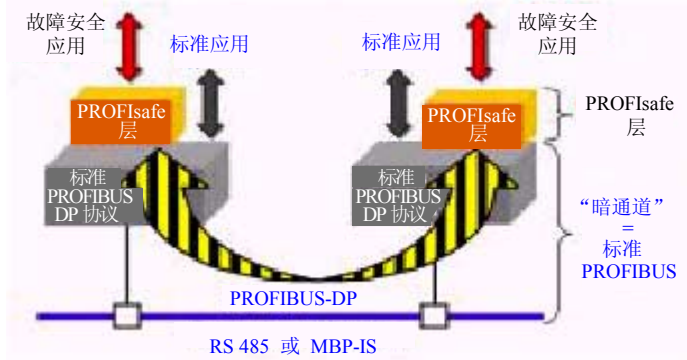 故障安全
应用
标准应用
标准应用
故障安全
应用
PROFIsafe
层
PROFIsafe
层
PROFIsafe
层
标准
PROFIBUS
DP 协议
标准
PROFIBUS
DP 协议
“暗通道”
=
标准
PROFIBUS
PROFIBUS-DP
RS 485 或 MBP-IS